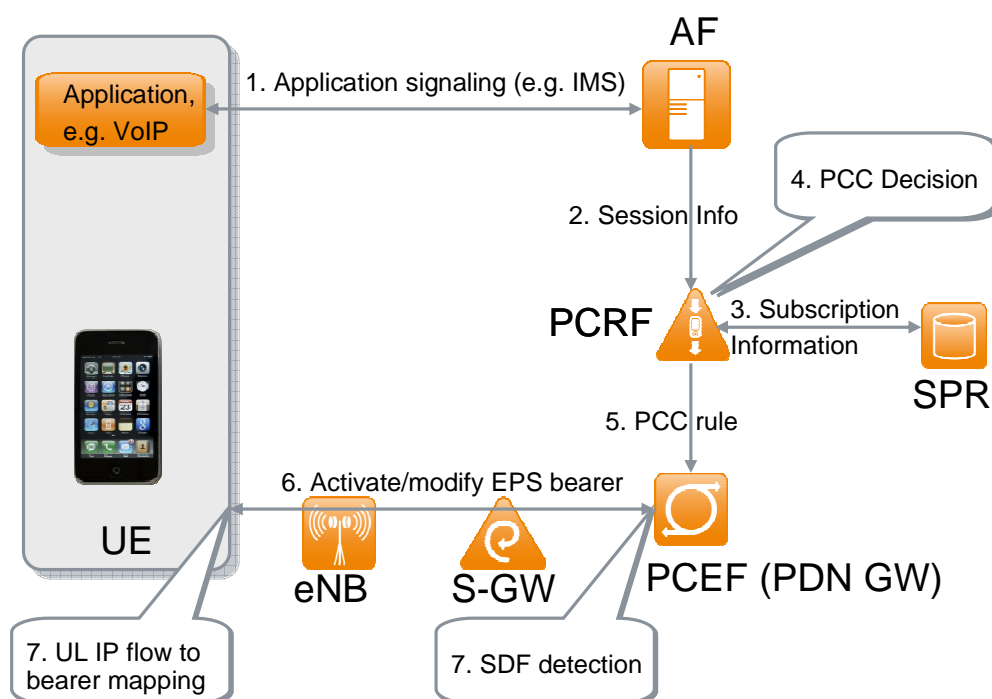 AF
1. Application signaling (e.g. IMS)
Application,
e.g. VoIP
4. PCC Decision
2. Session Info
PCRF
3. Subscription
Information
SPR
5. PCC rule
6. Activate/modify EPS bearer
UE
eNB
S-GW
PCEF (PDN GW)
7. UL IP flow to
bearer mapping
7. SDF detection